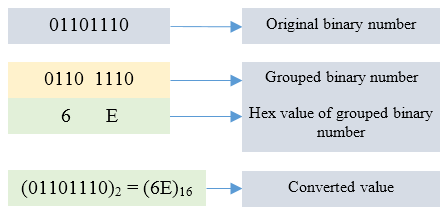 01101110 Original binary number
0110 1110 Grouped binary number
6 E Hex value of grouped binary
number
(01101110)₂ = (6E)₁₆ Converted value